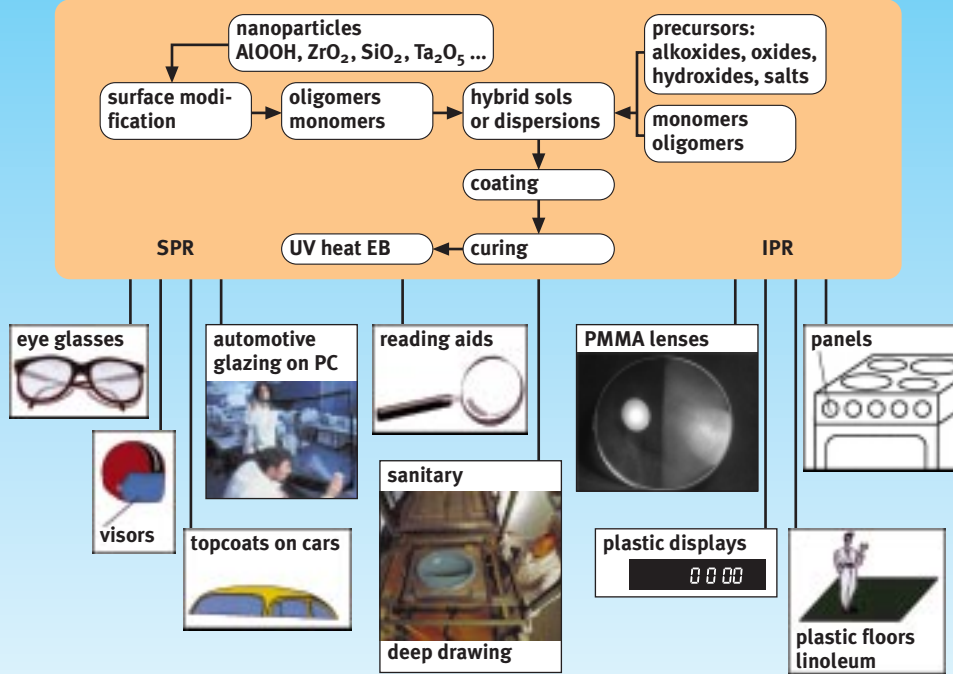 nanoparticles
AlOOH, ZrO₂, SiO₂, Ta₂O₅ ...
precursors:
alkoxides, oxides,
hydroxides, salts
surface modi-
fication
oligomers
monomers
hybrid sols
or dispersions
monomers
oligomers
coating
SPR
UV heat EB
curing
IPR
eye glasses
automotive
glazing on PC
reading aids
PMMA lenses
panels
visors
topcoats on cars
sanitary
deep drawing
plastic displays
0000
plastic floors
linoleum